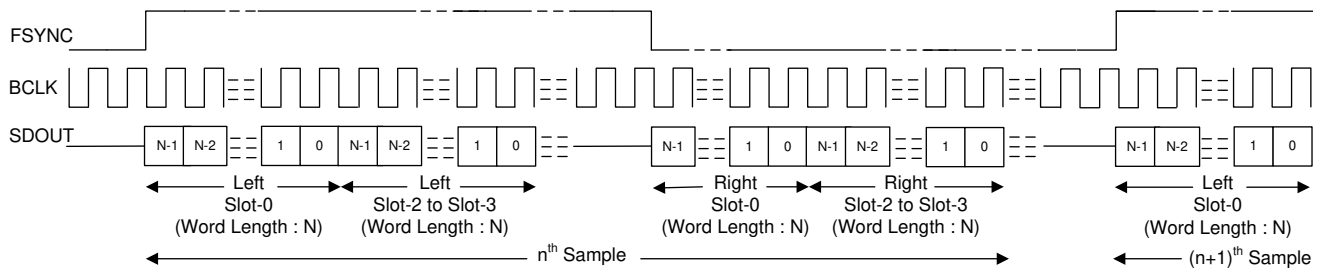 FSYNC
BCLK
SDOUT
N-1 N-2 1 0 N-1 N-2 1 0 N-1 1 0 N-1 N-2 1 0 N-1 N-2 1 0
Left Left Right Right Left
Slot-0 Slot-2 to Slot-3 Slot-0 Slot-2 to Slot-3 Slot-0
(Word Length : N) (Word Length : N) (Word Length : N) (Word Length : N) (Word Length : N)
nth Sample (n+1)th Sample